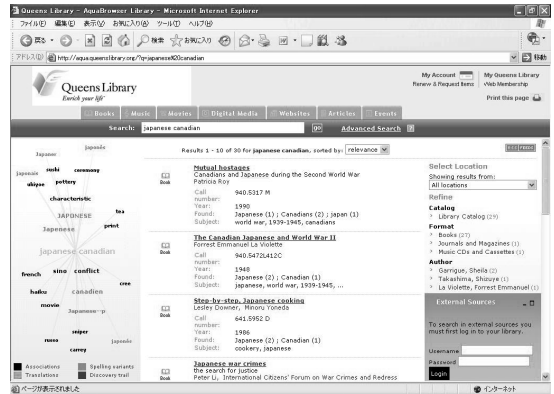 Queens Library - AquaBrowser Library - Microsoft Internet Explorer
ファイル(F) 編集(E) 表示(V) お気に入り(A) ツール(T) ヘルプ(H)
戻る 検索 お気に入り
アドレス(D) http://aqua.queenslibrary.org/?q=japanese%20canadian 移動
Queens Library
Enrich your life
My Account
Renew & Request Items
My Queens Library
Web Membership
Print this page
Books Music Movies Digital Media Websites Articles Events
Search: japanese canadian go Advanced Search
Results 1 - 10 of 30 for japanese canadian, sorted by: relevance
japonés
Japaner
japonais sushi ceremony
ukiyoe pottery
characteristic
tea
JAPONESE
Japenese print
japanese canadian
french sino conflict
cree
haiku canadien
movie
Japanese-p
sniper
russo japonés
carrey
Associations Spelling variants
Translations Discovery trail
Mutual hostages
Canadians and Japanese during the Second World War
Patricia Roy
Book
Call number: 940.5317 M
Year: 1990
Found: Japanese (1) ; Canadians (2) ; japan (1)
Subject: world war, 1939-1945, canadians
The Canadian Japanese and World War II
Forrest Emmanuel La Violette
Book
Call number: 940.5472L412C
Year: 1948
Found: Japanese (2) ; Canadian (1)
Subject: japanese, world war, 1939-1945, ...
Step-by-step, Japanese cooking
Lesley Downer, Minoru Yoneda
Book
Call number: 641.5952 D
Year: 1986
Found: Japanese (2) ; Canadian (1)
Subject: cookery, japanese
Japanese war crimes
the search for justice
Peter Li, International Citizens' Forum on War Crimes and Redress
Book
Select Location
Showing results from:
All locations
Refine
Catalog
Library Catalog (29)
Format
Books (27)
Journals and Magazines (1)
Music CDs and Cassettes (1)
Author
Garrigue, Sheila (2)
Takashima, Shizuye (1)
La Violette, Forrest Emmanuel (1)
External Sources
To search in external sources you must first log in to your library.
Username
Password
Login
ページが表示されました
インターネット